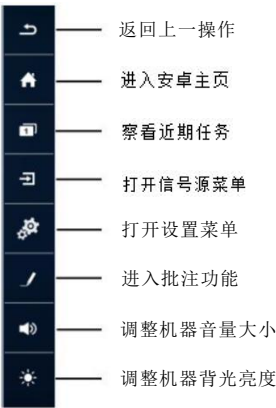 返回上一操作
进入安卓主页
1
察看近期任务
打开信号源菜单
打开设置菜单
进入批注功能
调整机器音量大小
调整机器背光亮度